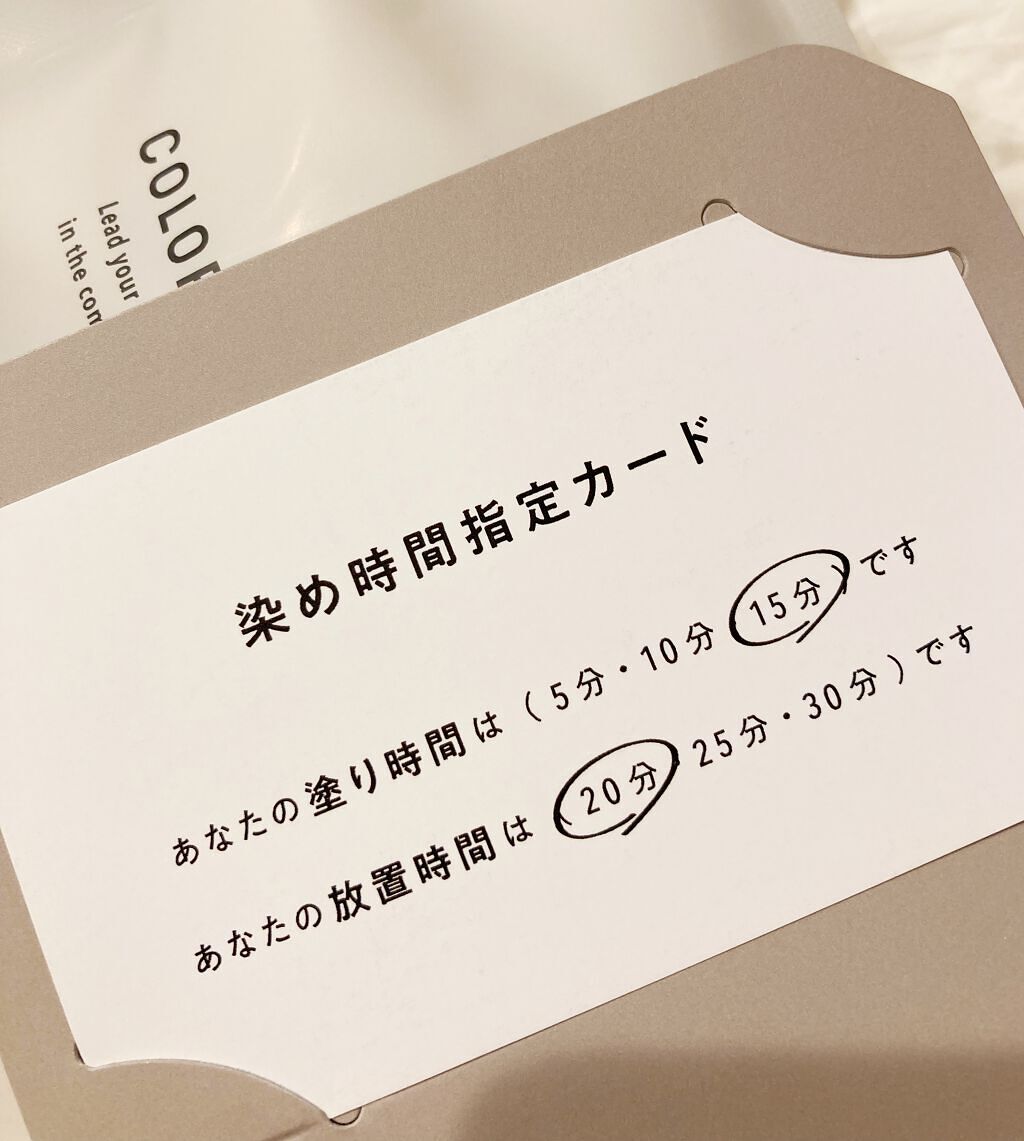 COLOR
Lead your
in the com
染め時間指定カード
あなたの塗り時間は（5分・10分 15分）です
あなたの放置時間は（20分 25分・30分）です